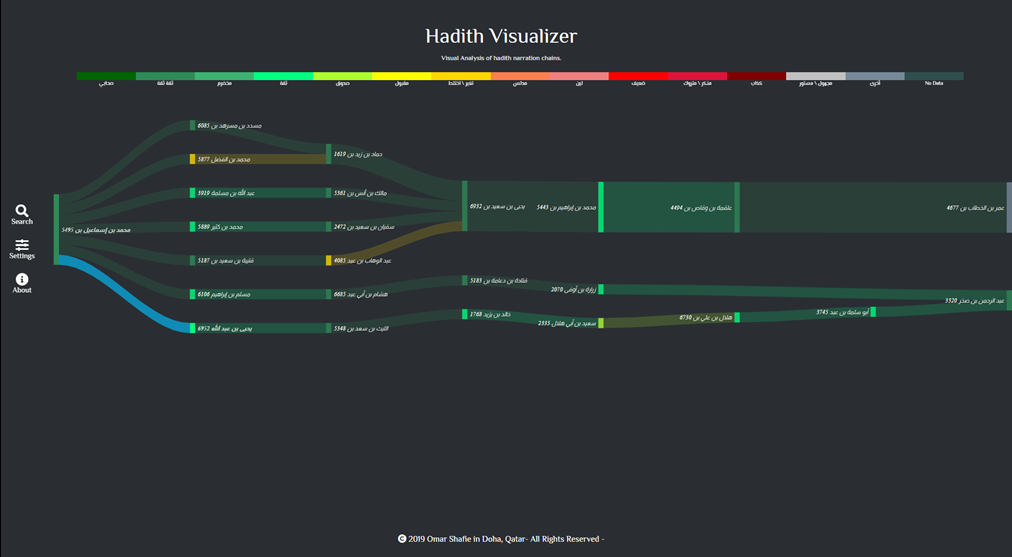 Hadith Visualizer
Visual Analysis of hadith narration chains.
صحابي
ثقة ثقة
مخضرم
ثقة
صدوق
مقبول
تغير \ اختلط
مدلس
لين
ضعيف
منكر \ متروك
كذاب
مجهول \ مستور
أخرى
No Data
6085 مسدد بن مسرهد بن
5877 محمد بن الفضل
5919 عبد الله بن مسلمة
5889 محمد بن كثير
5187 قتيبة بن سعيد بن
6106 مسلم بن إبراهيم
6952 يحيى بن عبد الله
5495 محمد بن إسماعيل بن
1619 حماد بن زيد بن
5361 مالك بن أنس بن
2472 سفيان بن سعيد بن
4085 عبد الوهاب بن عبد
6685 هشام بن أبي عبد
5348 الليث بن سعد بن
6932 يحيى بن سعيد بن
5183 قتادة بن دعامة بن
1768 خالد بن يزيد
محمد بن إبراهيم بن 5445
زرارة بن أوفى 2070
سعيد بن أبي هلال 2335
علقمة بن وقاص بن 4404
هلال بن علي بن 6750
أبو سلمة بن عبد 3745
عمر بن الخطاب بن 4677
عبد الرحمن بن صخر 3520
Search
Settings
About
© 2019 Omar Shafie in Doha, Qatar- All Rights Reserved -